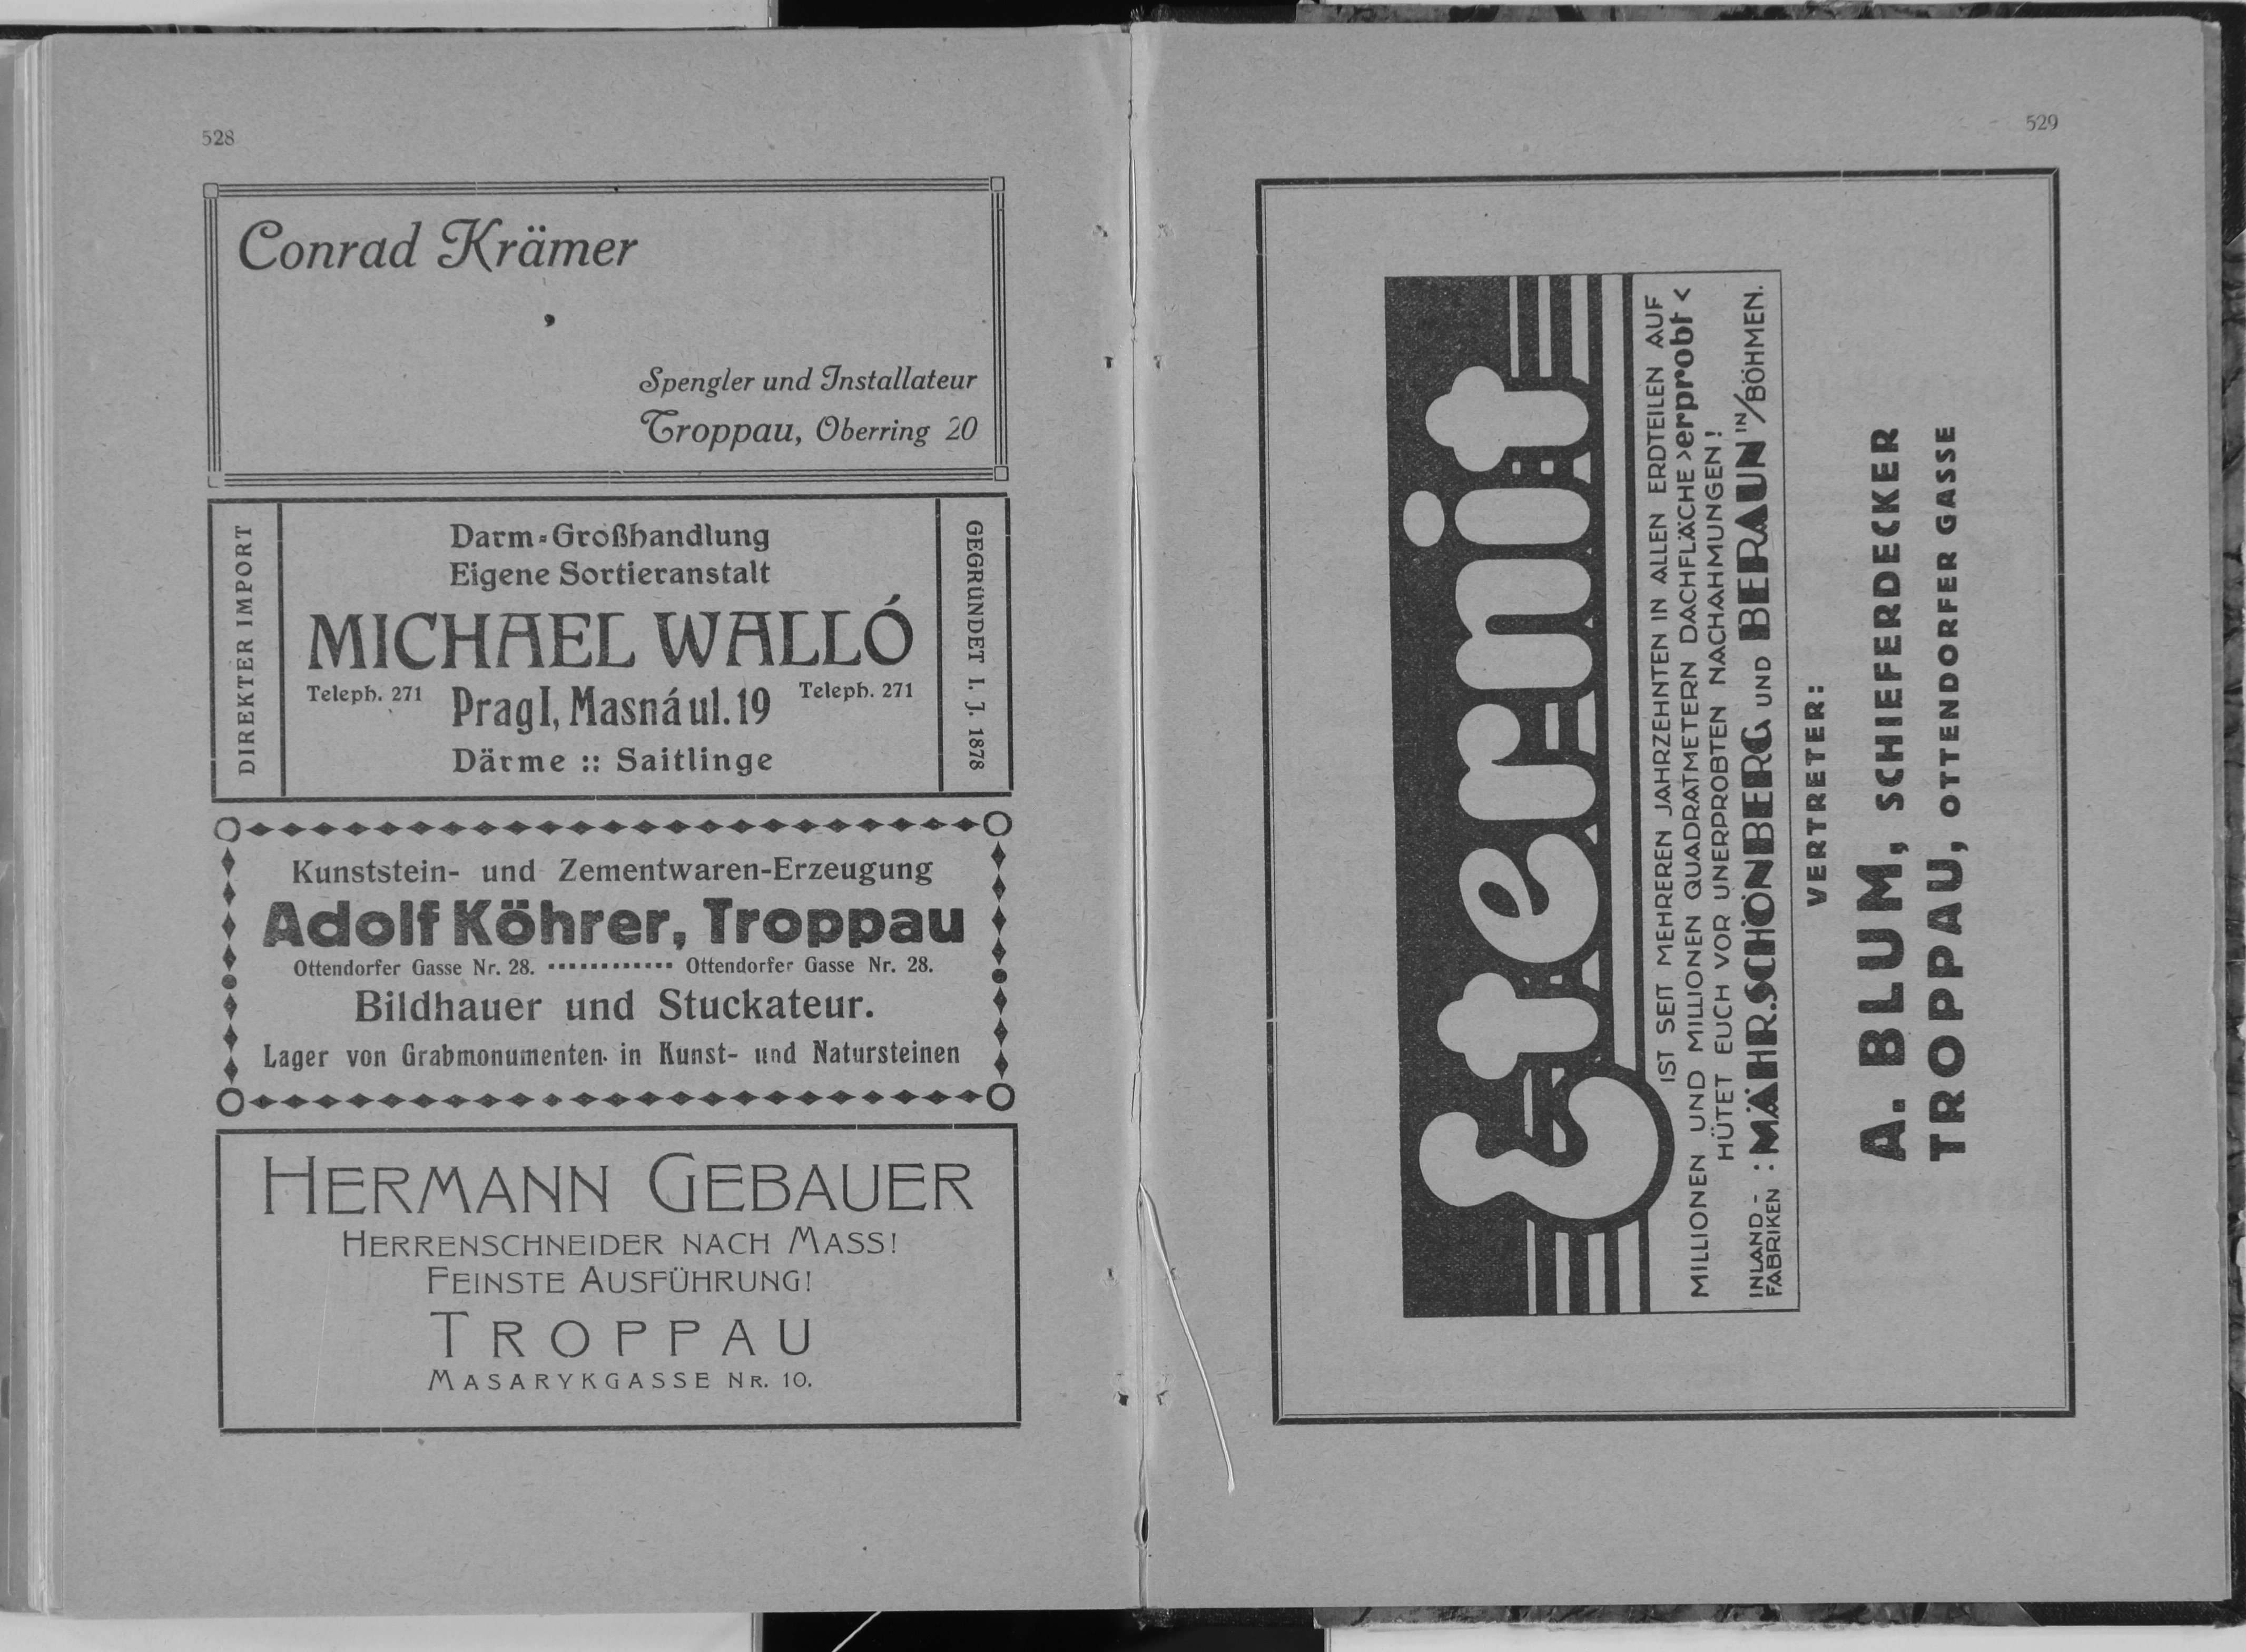 528
Conrad Krämer
Spengler und Installateur
Troppau, Oberring 20
DIREKTER IMPORT
Darm-Großhandlung
Eigene Sortieranstalt
MICHAEL WALLÓ
Teleph. 271 Prag I, Masná ul. 19 Teleph. 271
Därme :: Saitlinge
GEGRÜNDET I. J. 1878
Kunststein- und Zementwaren-Erzeugung
Adolf Köhrer, Troppau
Ottendorfer Gasse Nr. 28. ............ Ottendorfer Gasse Nr. 28.
Bildhauer und Stuckateur.
Lager von Grabmonumenten in Kunst- und Natursteinen
HERMANN GEBAUER
HERRENSCHNEIDER NACH MASS!
FEINSTE AUSFÜHRUNG!
TROPPAU
MASARYKGASSE NR. 10.
529
Eternit
IST SEIT MEHREREN JAHRZEHNTEN IN ALLEN ERDTEILEN AUF
MILLIONEN UND MILLIONEN QUADRATMETERN DACHFLÄCHE >erprobt<
HÜTET EUCH VOR UNERPROBTEN NACHAHMUNGEN!
INLAND-FABRIKEN: MÄHR.SCHÖNBERG UND BERAUN IN/BÖHMEN.
VERTRETER:
A. BLUM, SCHIEFERDECKER
TROPPAU, OTTENDORFER GASSE